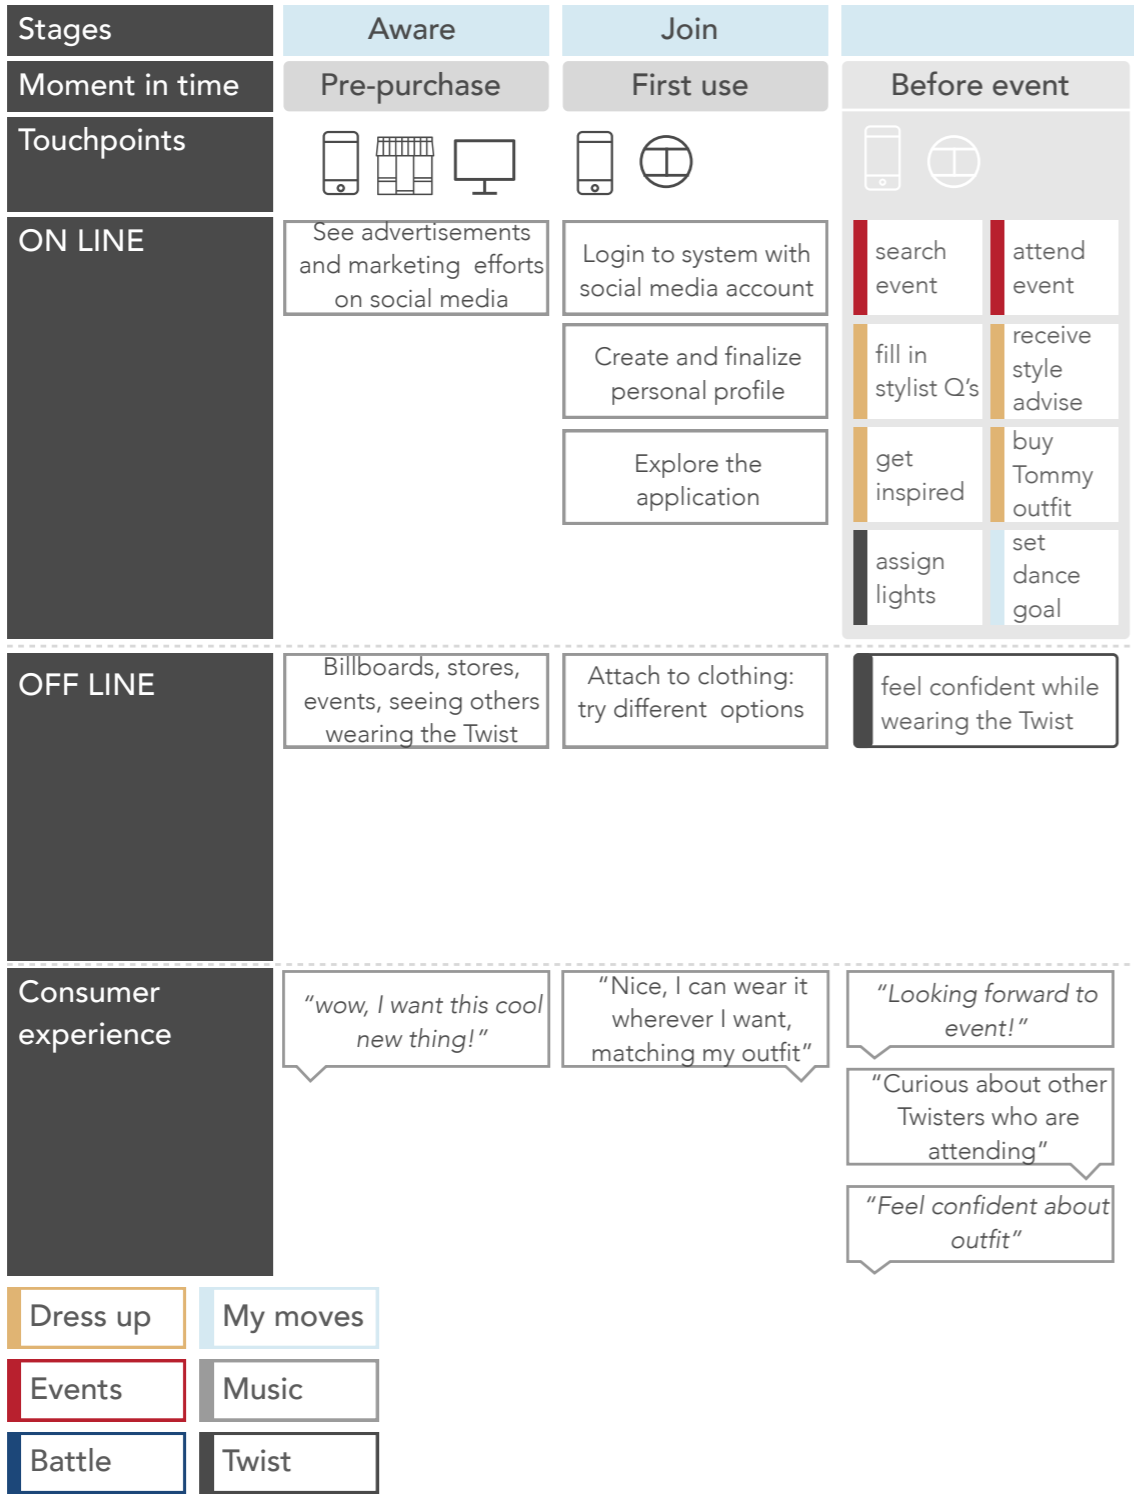 Stages
Aware
Join
Moment in time
Pre-purchase
First use
Before event
Touchpoints
ON LINE
See advertisements
and marketing efforts
on social media
Login to system with
social media account
Create and finalize
personal profile
Explore the
application
search
event
attend
event
fill in
stylist Q’s
receive
style
advise
get
inspired
buy
Tommy
outfit
assign
lights
set
dance
goal
OFF LINE
Billboards, stores,
events, seeing others
wearing the Twist
Attach to clothing:
try different options
feel confident while
wearing the Twist
Consumer
experience
“wow, I want this cool
new thing!”
“Nice, I can wear it
wherever I want,
matching my outfit”
“Looking forward to
event!”
“Curious about other
Twisters who are
attending”
“Feel confident about
outfit”
Dress up
My moves
Events
Music
Battle
Twist